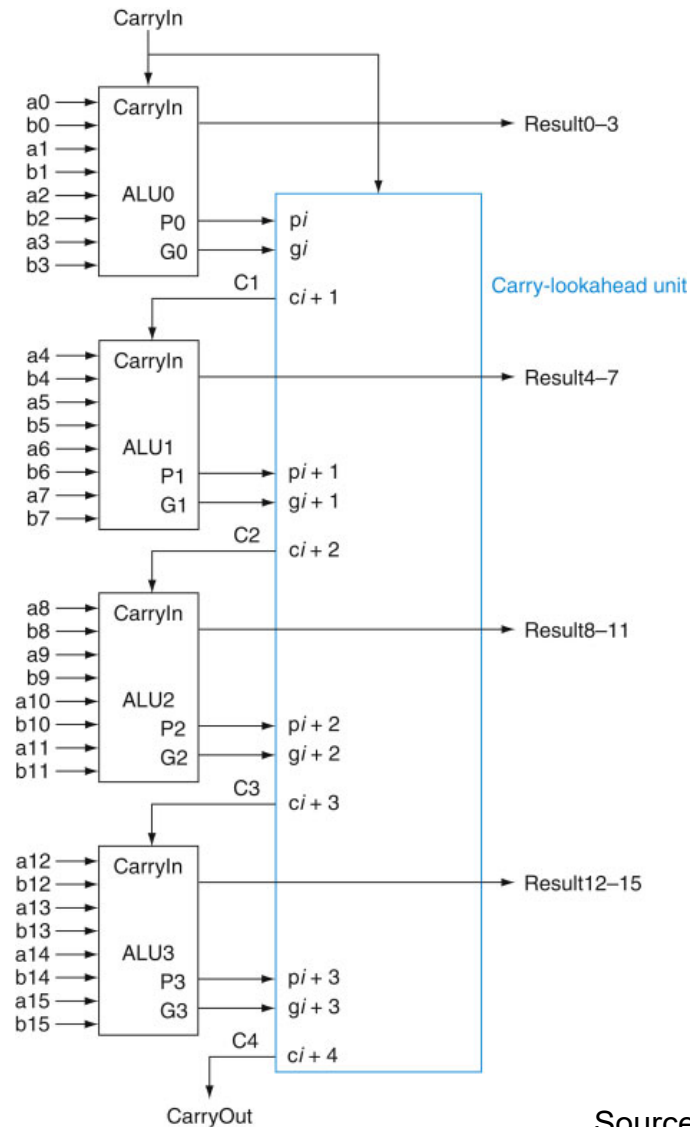 CarryIn
a0
b0
a1
b1
a2
b2
a3
b3
CarryIn
ALU0
P0
G0
Result0–3
pi
gi
C1
ci + 1
Carry-lookahead unit
a4
b4
a5
b5
a6
b6
a7
b7
CarryIn
ALU1
P1
G1
Result4–7
pi + 1
gi + 1
C2
ci + 2
a8
b8
a9
b9
a10
b10
a11
b11
CarryIn
ALU2
P2
G2
Result8–11
pi + 2
gi + 2
C3
ci + 3
a12
b12
a13
b13
a14
b14
a15
b15
CarryIn
ALU3
P3
G3
Result12–15
pi + 3
gi + 3
C4
ci + 4
CarryOut
Source